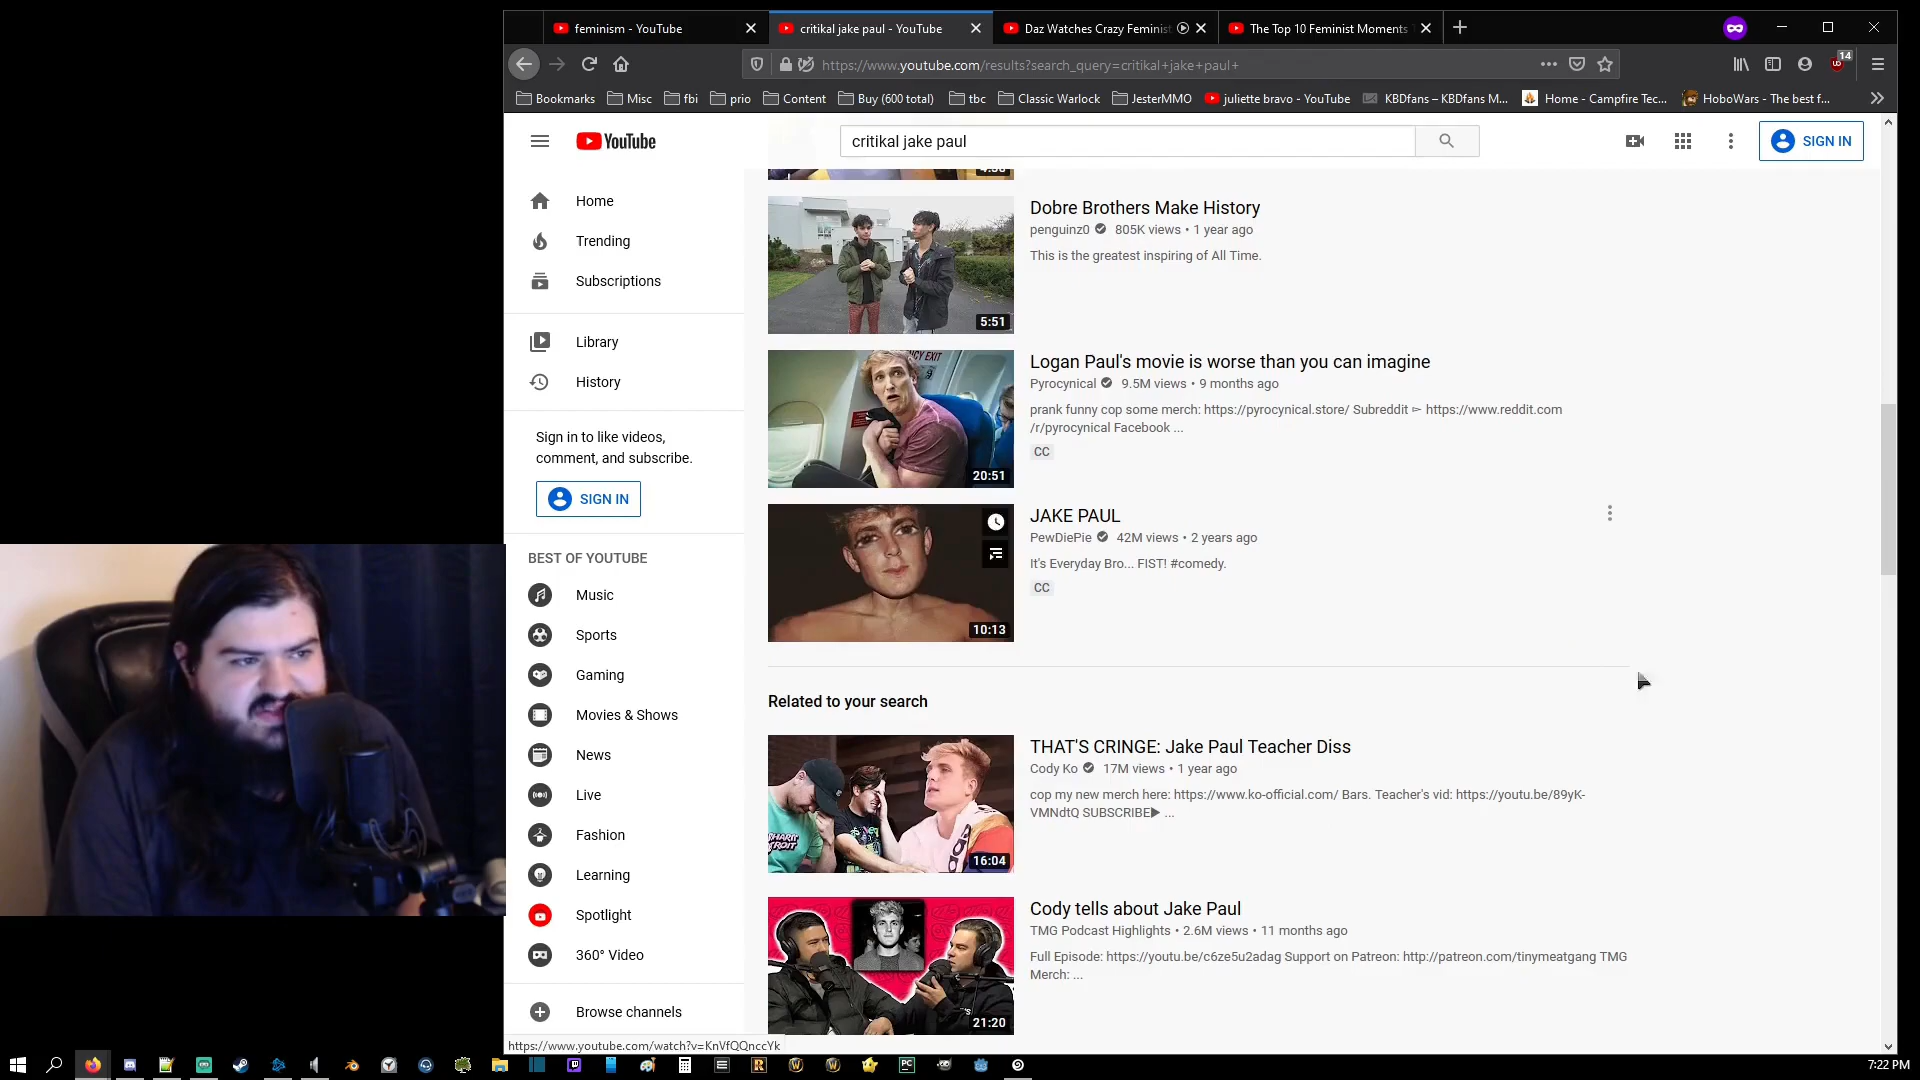 feminism - YouTube
critikal jake paul - YouTube
Daz Watches Crazy Feminist
The Top 10 Feminist Moments
https://www.youtube.com/results?search_query=critikal+jake+paul+
14
Bookmarks
Misc
fbi
prio
Content
Buy (600 total)
tbc
Classic Warlock
JesterMMO
juliette bravo - YouTube
KBDfans – KBDfans M...
Home - Campfire Tec...
HoboWars - The best f...
YouTube
critikal jake paul
SIGN IN
Home
Trending
Subscriptions
Library
History
Sign in to like videos,
comment, and subscribe.
SIGN IN
BEST OF YOUTUBE
Music
Sports
Gaming
Movies & Shows
News
Live
Fashion
Learning
Spotlight
360° Video
Browse channels
Dobre Brothers Make History
penguinz0 805K views • 1 year ago
This is the greatest inspiring of All Time.
5:51
Logan Paul's movie is worse than you can imagine
Pyrocynical 9.5M views • 9 months ago
prank funny cop some merch: https://pyrocynical.store/ Subreddit ➳ https://www.reddit.com
/r/pyrocynical Facebook ...
CC
20:51
JAKE PAUL
PewDiePie 42M views • 2 years ago
It's Everyday Bro... FIST! #comedy.
CC
10:13
Related to your search
THAT'S CRINGE: Jake Paul Teacher Diss
Cody Ko 17M views • 1 year ago
cop my new merch here: https://www.ko-official.com/ Bars. Teacher's vid: https://youtu.be/89yK-
VMNdtQ SUBSCRIBE▶ ...
16:04
Cody tells about Jake Paul
TMG Podcast Highlights • 2.6M views • 11 months ago
Full Episode: https://youtu.be/c6ze5u2adag Support on Patreon: http://patreon.com/tinymeatgang TMG
Merch: ...
21:20
https://www.youtube.com/watch?v=KnVfQQnccYk
7:22 PM